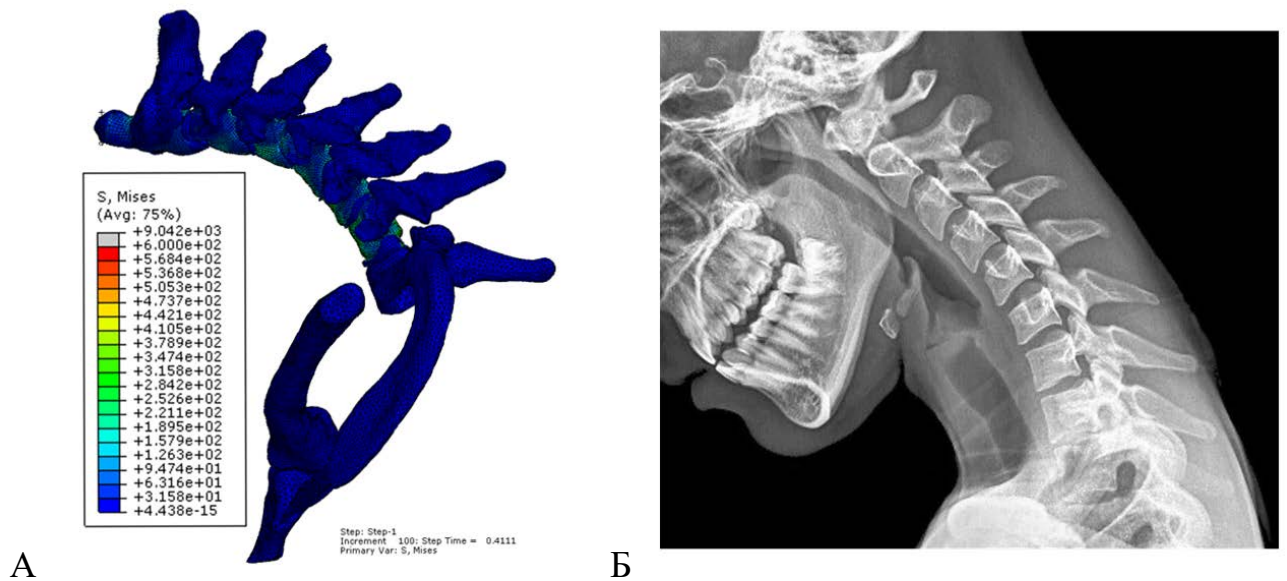 S, Mises
(Avg: 75%)
+9.042e+03
+6.000e+02
+5.684e+02
+5.368e+02
+5.053e+02
+4.737e+02
+4.421e+02
+4.105e+02
+3.789e+02
+3.474e+02
+3.158e+02
+2.842e+02
+2.526e+02
+2.211e+02
+1.895e+02
+1.579e+02
+1.263e+02
+9.474e+01
+6.316e+01
+3.158e+01
+4.438e-15
Step: Step-1
Increment 100: Step Time = 0.4111
Primary Var: S, Mises
А
Б